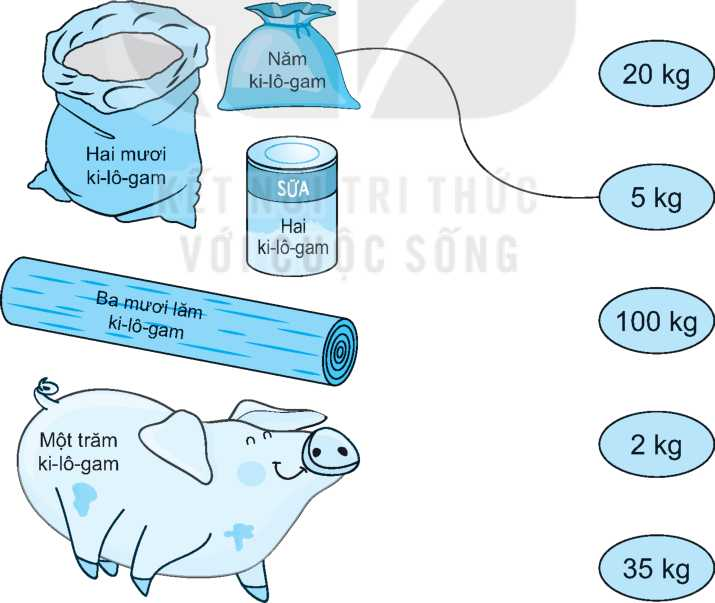 Năm
ki-lô-gam
20 kg
Hai mươi
ki-lô-gam
SỮA
Hai
ki-lô-gam
5 kg
KẾT NỐI TRI THỨC
VỚI CUỘC SỐNG
Ba mươi lăm
ki-lô-gam
100 kg
Một trăm
ki-lô-gam
2 kg
35 kg